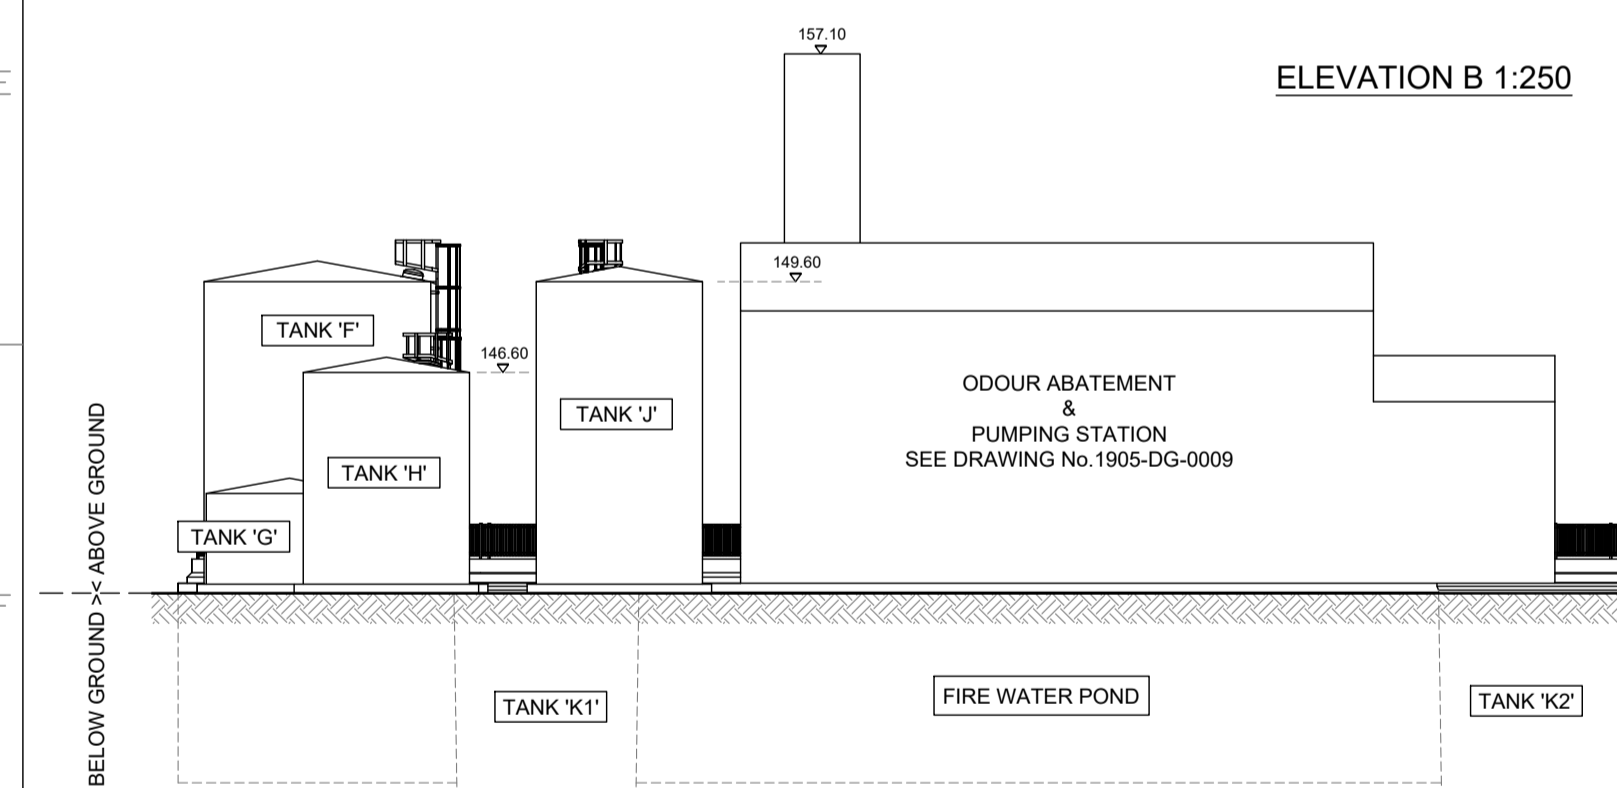 157.10
ELEVATION B 1:250
149.60
TANK 'F'
146.60
ODOUR ABATEMENT
&
PUMPING STATION
SEE DRAWING No.1905-DG-0009
TANK 'J'
TANK 'H'
TANK 'G'
BELOW GROUND >< ABOVE GROUND
TANK 'K1'
FIRE WATER POND
TANK 'K2'